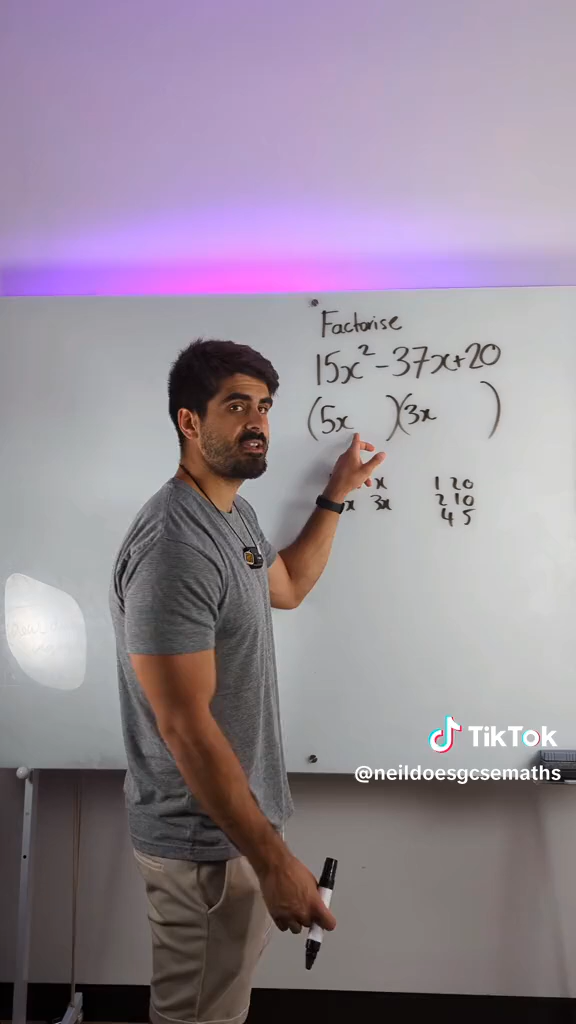 Factorise
15x² - 37x + 20
(5x )(3x )
x 1 20
x 3x 2 10
4 5
TikTok
@neildoesgcsemaths